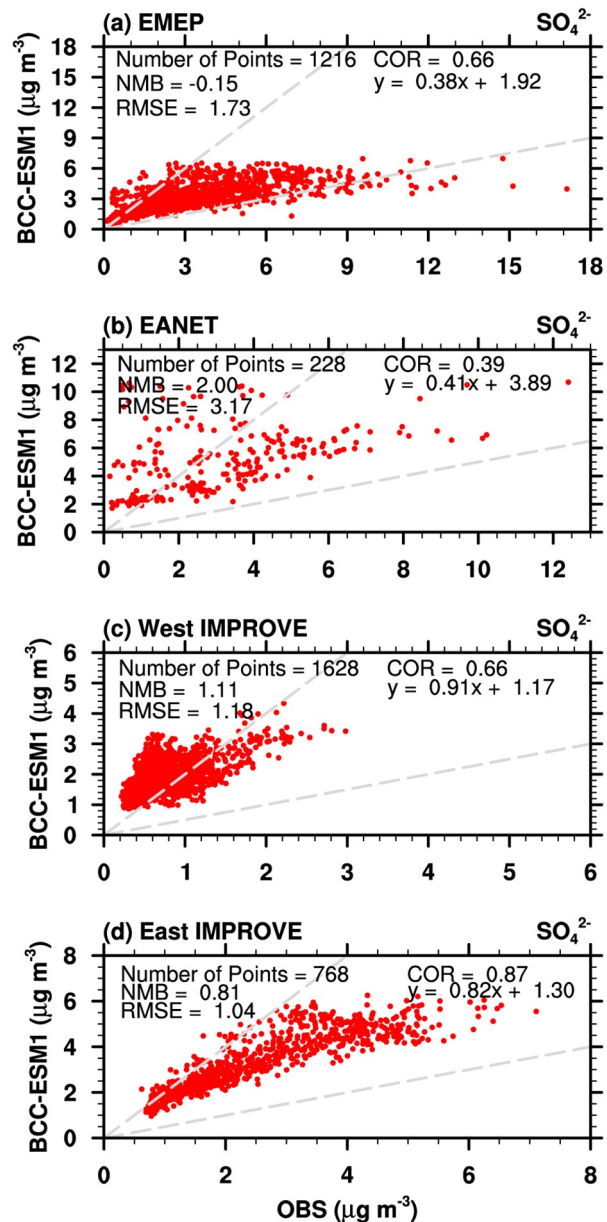 (a) EMEP SO₄²⁻
Number of Points = 1216 COR = 0.66
NMB = -0.15 y = 0.38x + 1.92
RMSE = 1.73
BCC-ESM1 (µg m⁻³)
18
15
12
9
6
3
0
0 3 6 9 12 15 18
(b) EANET SO₄²⁻
Number of Points = 228 COR = 0.39
NMB = 2.00 y = 0.41x + 3.89
RMSE = 3.17
BCC-ESM1 (µg m⁻³)
12
10
8
6
4
2
0
0 2 4 6 8 10 12
(c) West IMPROVE SO₄²⁻
Number of Points = 1628 COR = 0.66
NMB = 1.11 y = 0.91x + 1.17
RMSE = 1.18
BCC-ESM1 (µg m⁻³)
6
5
4
3
2
1
0
0 1 2 3 4 5 6
(d) East IMPROVE SO₄²⁻
Number of Points = 768 COR = 0.87
NMB = 0.81 y = 0.82x + 1.30
RMSE = 1.04
BCC-ESM1 (µg m⁻³)
8
6
4
2
0
0 2 4 6 8
OBS (µg m⁻³)